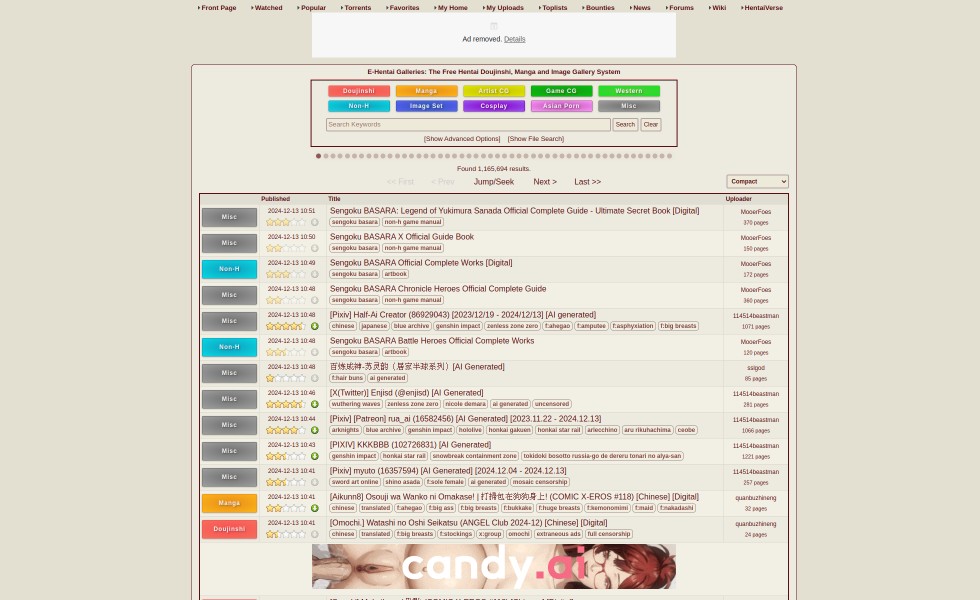 Front Page Watched Popular Torrents Favorites My Home My Uploads Toplists Bounties News Forums Wiki HentaiVerse
Ad removed. Details
E-Hentai Galleries: The Free Hentai Doujinshi, Manga and Image Gallery System
Doujinshi Manga Artist CG Game CG Western
Non-H Image Set Cosplay Asian Porn Misc
Search Keywords Search Clear
[Show Advanced Options] [Show File Search]
Found 1,165,694 results.
<< First < Prev Jump/Seek Next > Last >> Compact
Published Title Uploader
Misc 2024-12-13 10:51 Sengoku BASARA: Legend of Yukimura Sanada Official Complete Guide - Ultimate Secret Book [Digital] MooerFoes
sengoku basara non-h game manual 370 pages
Misc 2024-12-13 10:50 Sengoku BASARA X Official Guide Book MooerFoes
sengoku basara non-h game manual 150 pages
Non-H 2024-12-13 10:49 Sengoku BASARA Official Complete Works [Digital] MooerFoes
sengoku basara artbook 172 pages
Misc 2024-12-13 10:48 Sengoku BASARA Chronicle Heroes Official Complete Guide MooerFoes
sengoku basara non-h game manual 360 pages
Misc 2024-12-13 10:48 [Pixiv] Half-Ai Creator (86929043) [2023/12/19 - 2024/12/13] [AI generated] 114514beastman
chinese japanese blue archive genshin impact zenless zone zero f:ahegao f:amputee f:asphyxiation f:big breasts 1071 pages
Non-H 2024-12-13 10:48 Sengoku BASARA Battle Heroes Official Complete Works MooerFoes
sengoku basara artbook 120 pages
Misc 2024-12-13 10:48 百炼成神-苏灵韵（居家半球系列）[AI Generated] ssigod
f:hair buns ai generated 85 pages
Misc 2024-12-13 10:46 [X(Twitter)] Enjisd (@enjisd) [AI Generated] 114514beastman
wuthering waves zenless zone zero nicole demara ai generated uncensored 281 pages
Misc 2024-12-13 10:44 [Pixiv] [Patreon] rua_ai (16582456) [AI Generated] [2023.11.22 - 2024.12.13] 114514beastman
arknights blue archive genshin impact hololive honkai gakuen honkai star rail arlecchino aru rikuhachima ceobe 1066 pages
Misc 2024-12-13 10:43 [PIXIV] KKKBBB (102726831) [AI Generated] 114514beastman
genshin impact honkai star rail snowbreak containment zone tokidoki bosotto russia-go de dereru tonari no alya-san 1221 pages
Misc 2024-12-13 10:41 [Pixiv] myuto (16357594) [AI Generated] [2024.12.04 - 2024.12.13] 114514beastman
sword art online shino asada f:sole female ai generated mosaic censorship 257 pages
Manga 2024-12-13 10:41 [Aikunn8] Osouji wa Wanko ni Omakase! | 打掃包在狗狗身上! (COMIC X-EROS #118) [Chinese] [Digital] quanbuzhineng
chinese translated f:ahegao f:big ass f:big breasts f:bukkake f:huge breasts f:kemonomimi f:maid f:nakadashi 32 pages
Doujinshi 2024-12-13 10:41 [Omochi.] Watashi no Oshi Seikatsu (ANGEL Club 2024-12) [Chinese] [Digital] quanbuzhineng
chinese translated f:big breasts f:stockings x:group omochi extraneous ads full censorship 24 pages
candy.ai